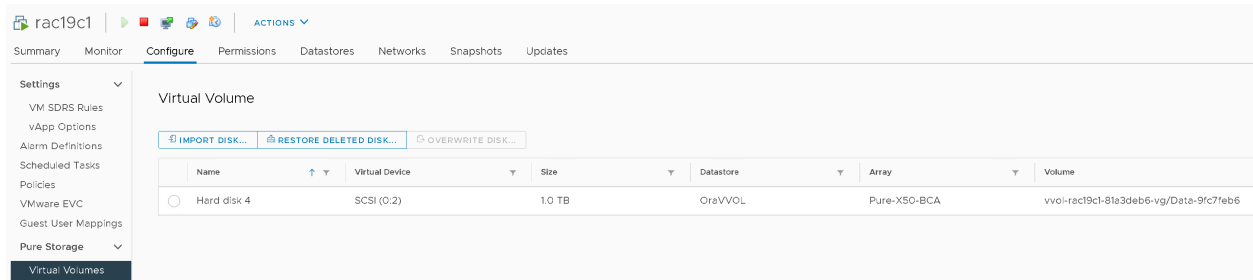 rac19c1 ACTIONS
Summary Monitor Configure Permissions Datastores Networks Snapshots Updates
Settings
VM SDRS Rules
vApp Options
Alarm Definitions
Scheduled Tasks
Policies
VMware EVC
Guest User Mappings
Pure Storage
Virtual Volumes
Virtual Volume
IMPORT DISK... RESTORE DELETED DISK... OVERWRITE DISK...
Name Virtual Device Size Datastore Array Volume
Hard disk 4 SCSI (0:2) 1.0 TB OraVVOL Pure-X50-BCA vvol-rac19c1-81a3deb6-vg/Data-9fc7feb6